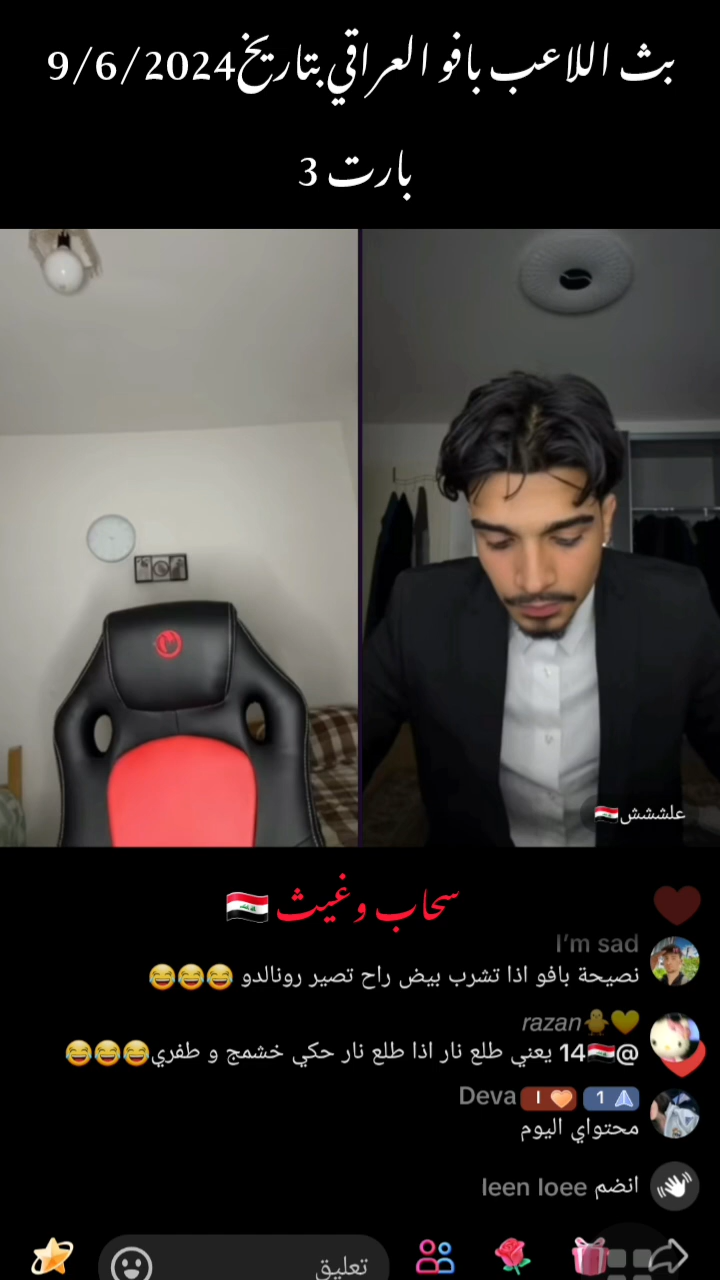 بث اللاعب بافو العراقي بتاريخ9/6/2024
بارت 3
علششش🇮🇶
سحاب وغيث 🇮🇶
I'm sad
نصيحة بافو اذا تشرب بيض راح تصير رونالدو 😂😂😂
razan🐥💛
@🇮🇶14 يعني طلع نار اذا طلع نار حكي خشمج و طفري😂😂😂
Deva I 🧡 1
محتواي اليوم
leen loee انضم
تعليق